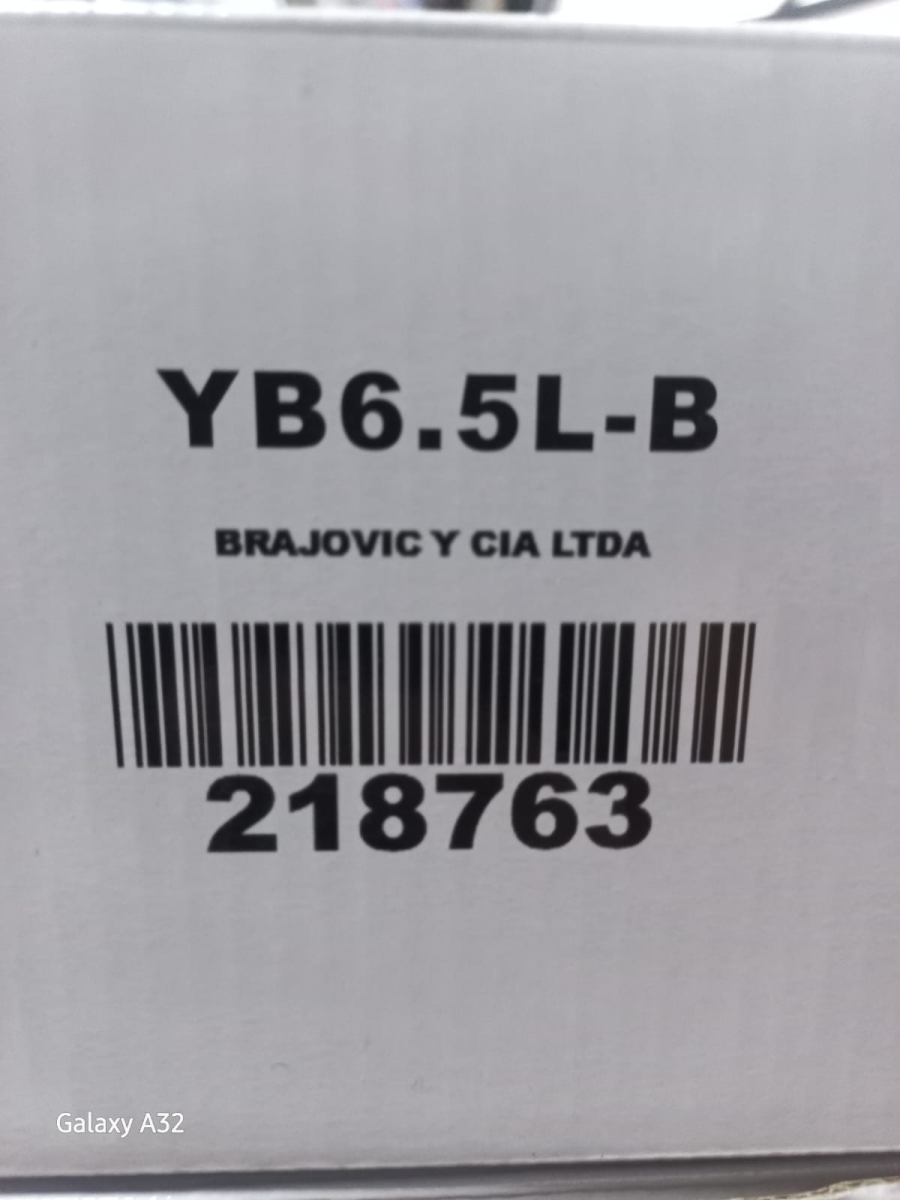 YB6.5L-B
BRAJOVIC Y CIA LTDA
218763
Galaxy A32